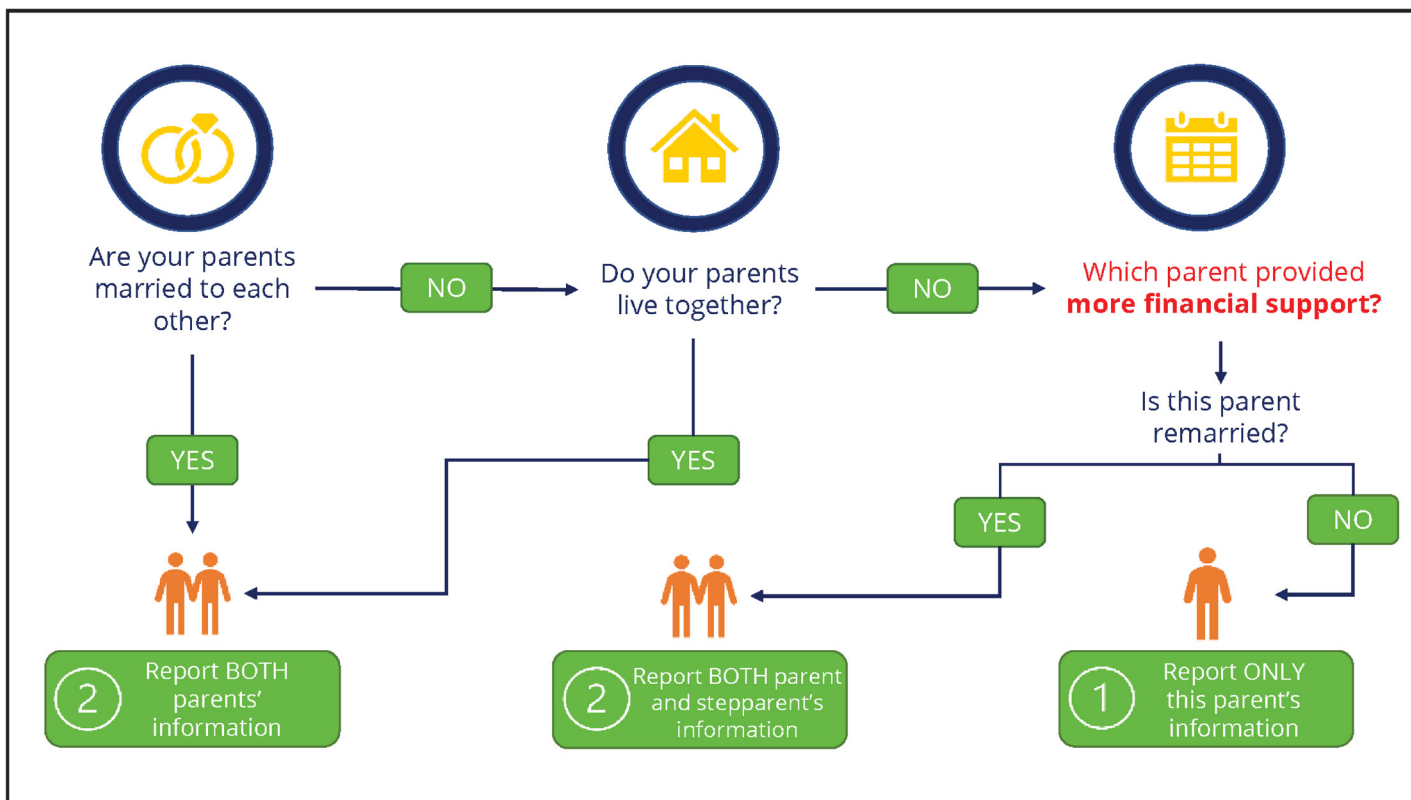 Are your parents
married to each
other?
NO
Do your parents
live together?
NO
Which parent provided
more financial support?
Is this parent
remarried?
YES
YES
YES
NO
2
Report BOTH
parents'
information
2
Report BOTH parent
and stepparent's
information
1
Report ONLY
this parent's
information